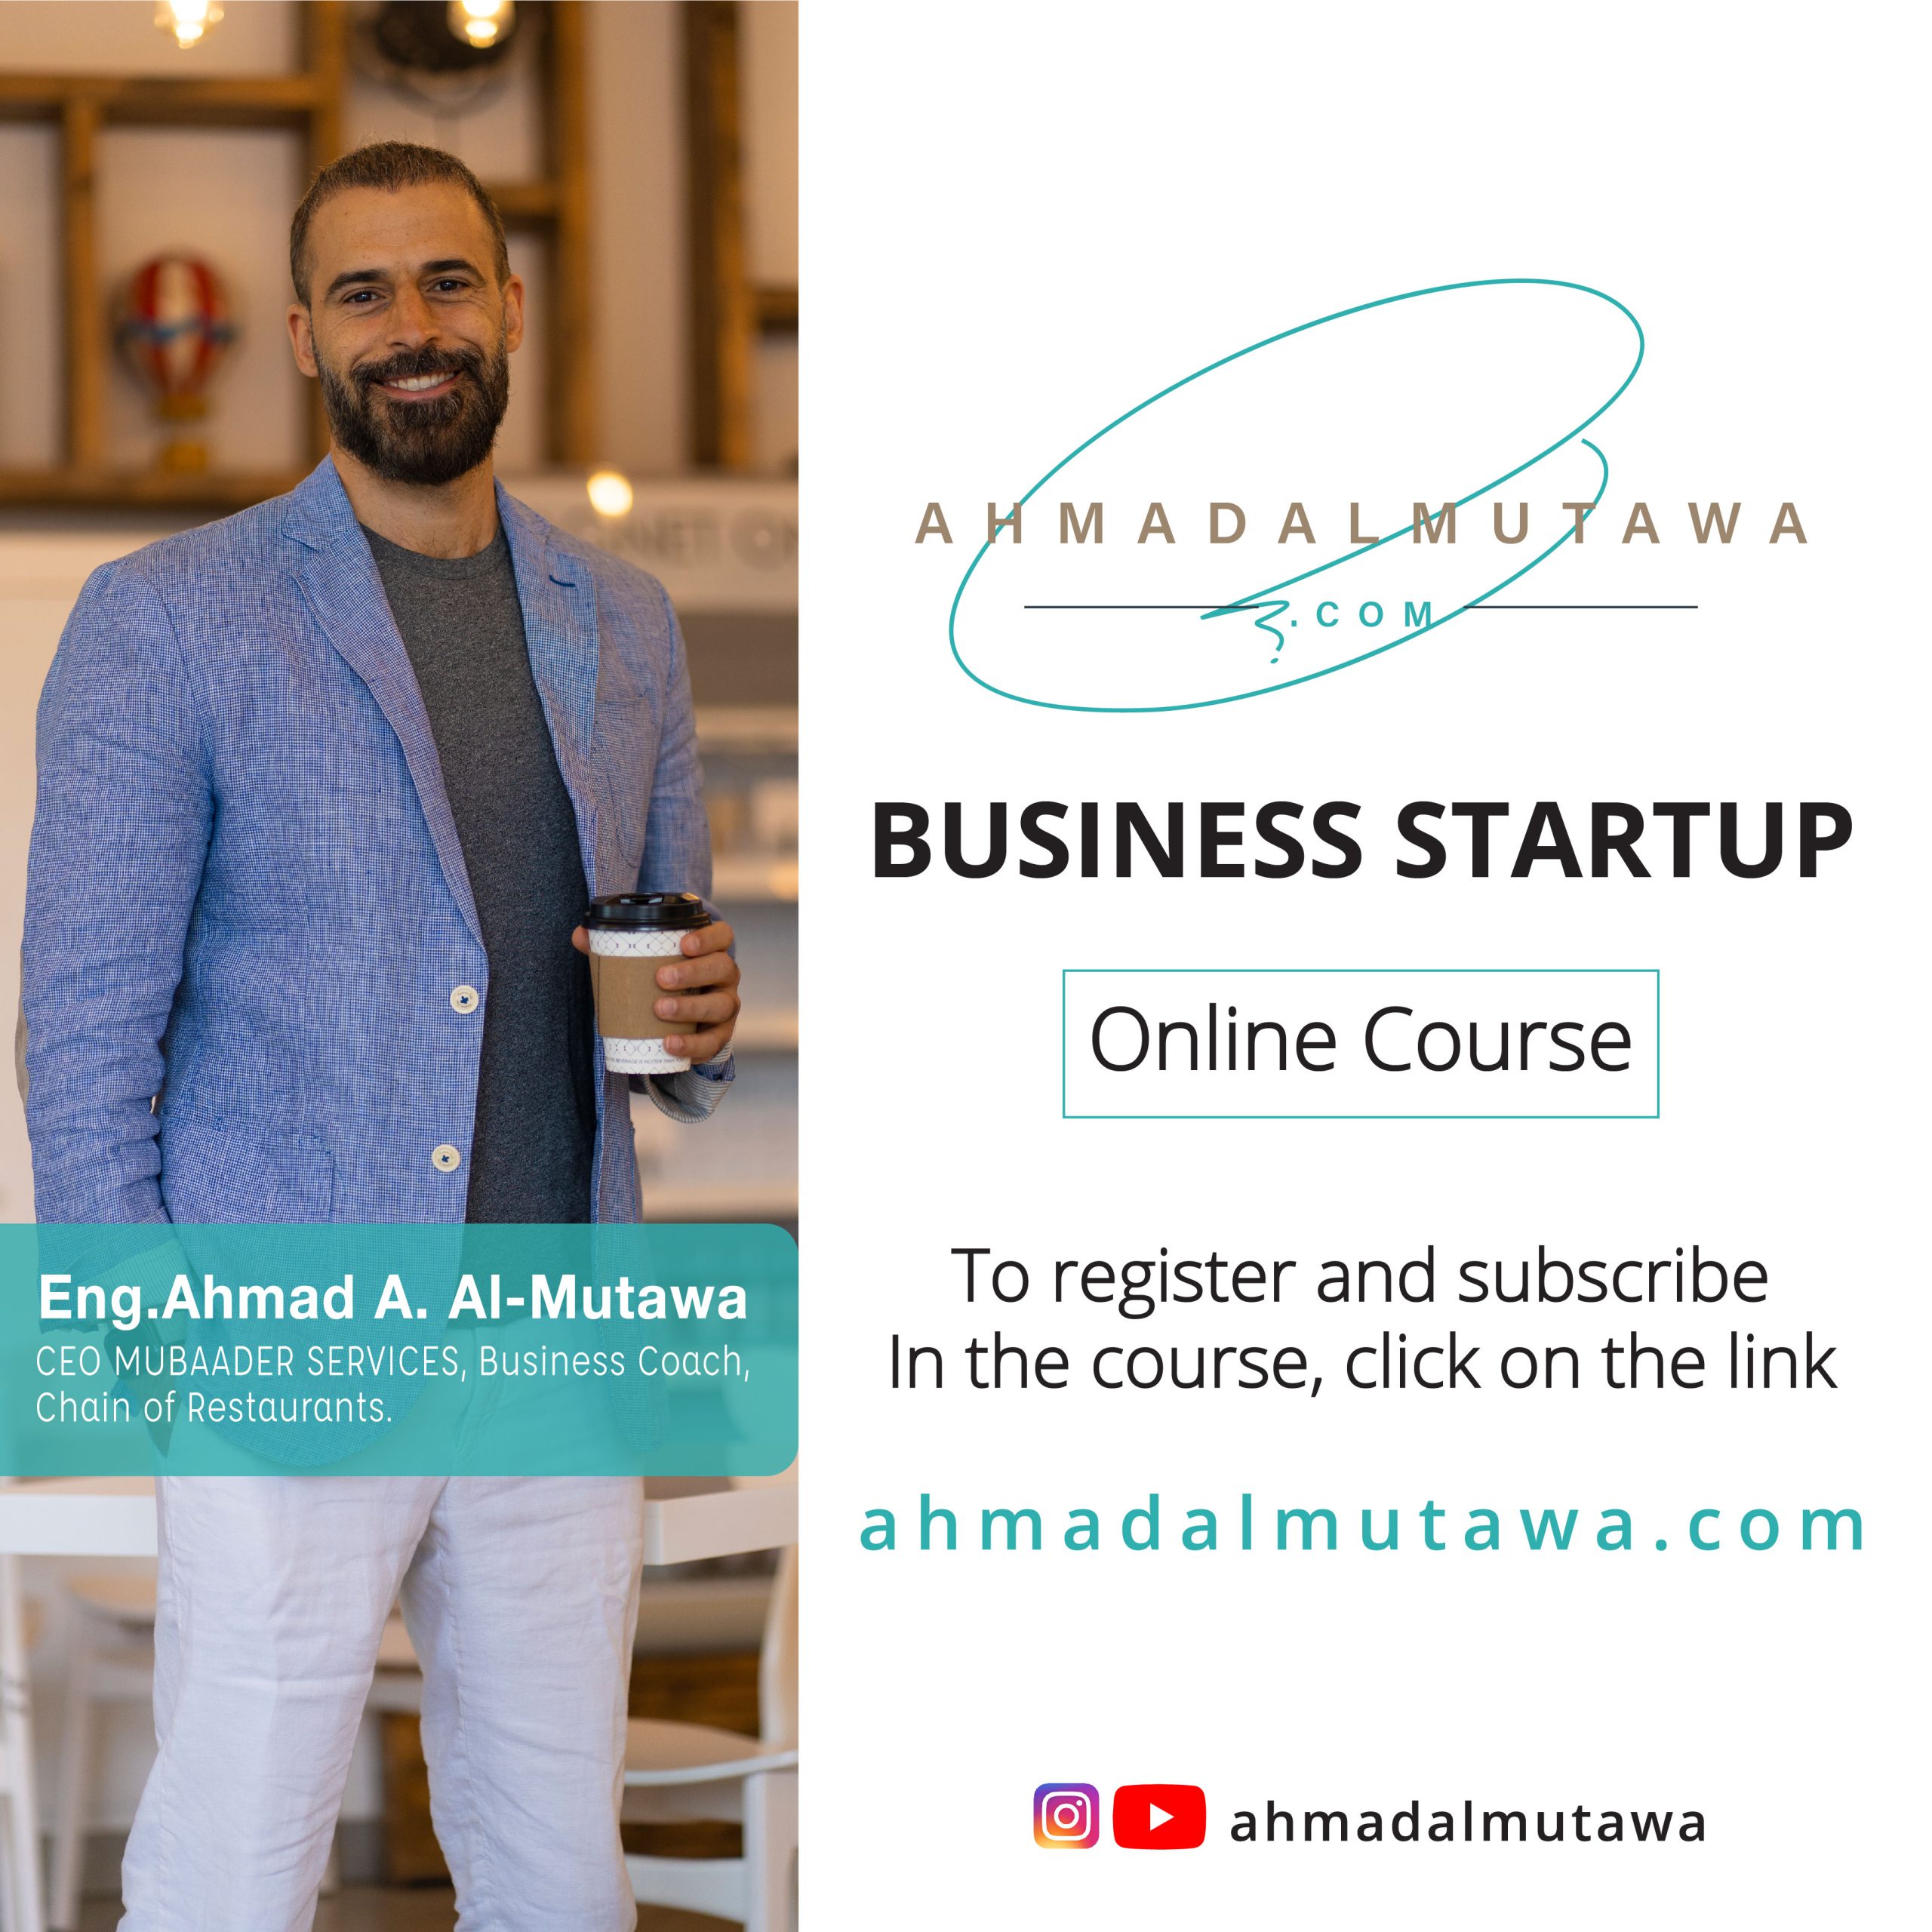 Eng.Ahmad A. Al-Mutawa
CEO MUBAADER SERVICES, Business Coach,
Chain of Restaurants.
AHMADALMUTAWA
.COM
BUSINESS STARTUP
Online Course
To register and subscribe
In the course, click on the link
ahmadalmutawa.com
ahmadalmutawa